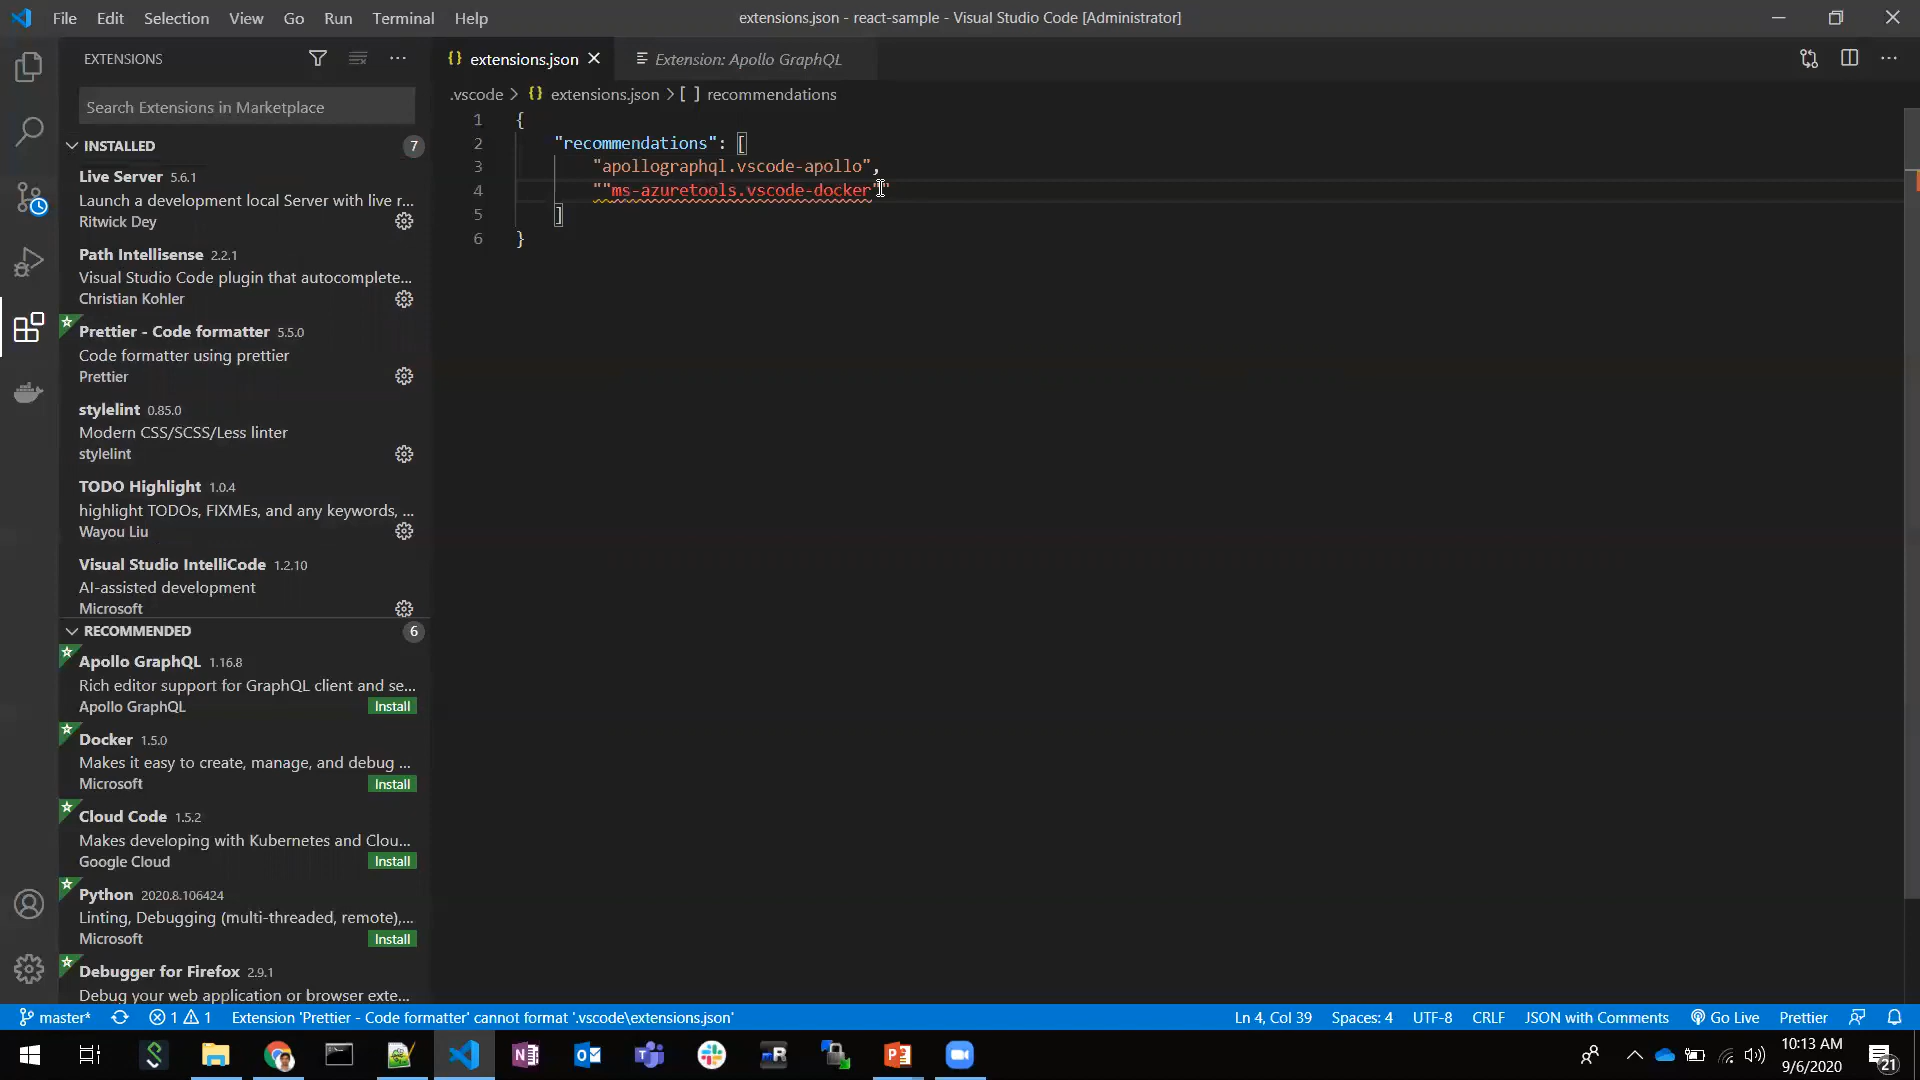 File Edit Selection View Go Run Terminal Help
extensions.json - react-sample - Visual Studio Code [Administrator]
EXTENSIONS
Search Extensions in Marketplace
INSTALLED 7
Live Server 5.6.1
Launch a development local Server with live r...
Ritwick Dey
Path Intellisense 2.2.1
Visual Studio Code plugin that autocomplete...
Christian Kohler
Prettier - Code formatter 5.5.0
Code formatter using prettier
Prettier
stylelint 0.85.0
Modern CSS/SCSS/Less linter
stylelint
TODO Highlight 1.0.4
highlight TODOs, FIXMEs, and any keywords, ...
Wayou Liu
Visual Studio IntelliCode 1.2.10
AI-assisted development
Microsoft
RECOMMENDED 6
Apollo GraphQL 1.16.8
Rich editor support for GraphQL client and se...
Apollo GraphQL Install
Docker 1.5.0
Makes it easy to create, manage, and debug ...
Microsoft Install
Cloud Code 1.5.2
Makes developing with Kubernetes and Clou...
Google Cloud Install
Python 2020.8.106424
Linting, Debugging (multi-threaded, remote),...
Microsoft Install
Debugger for Firefox 2.9.1
Debug your web application or browser exte...
{} extensions.json Extension: Apollo GraphQL
.vscode > {} extensions.json > [ ] recommendations
1 {
2 "recommendations": [
3 "apollographql.vscode-apollo",
4 ""ms-azuretools.vscode-docker""
5 ]
6 }
master* 1 1 Extension 'Prettier - Code formatter' cannot format '.vscode\extensions.json' Ln 4, Col 39 Spaces: 4 UTF-8 CRLF JSON with Comments Go Live Prettier
10:13 AM
9/6/2020
21